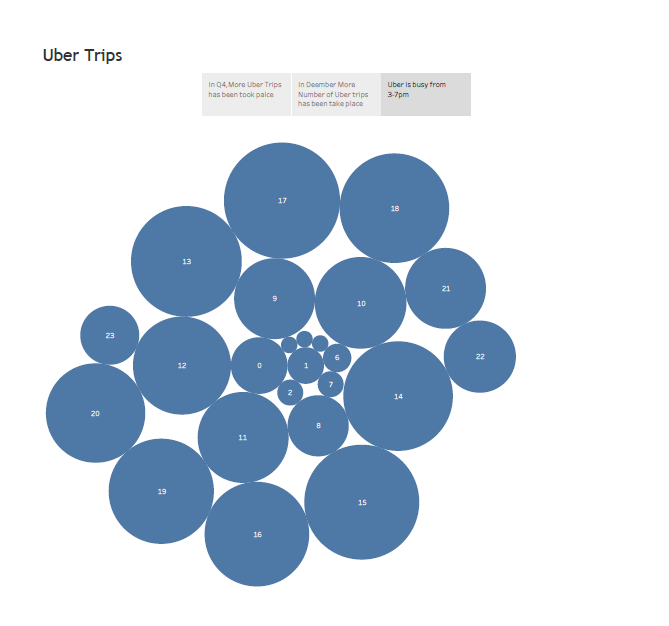 Uber Trips
In Q4,More Uber Trips
has been took palce
In Deember More
Number of Uber trips
has been take place
Uber is busy from
3-7pm
17
18
13
21
9
10
23
22
6
12
0
1
7
2
14
20
8
11
19
15
16